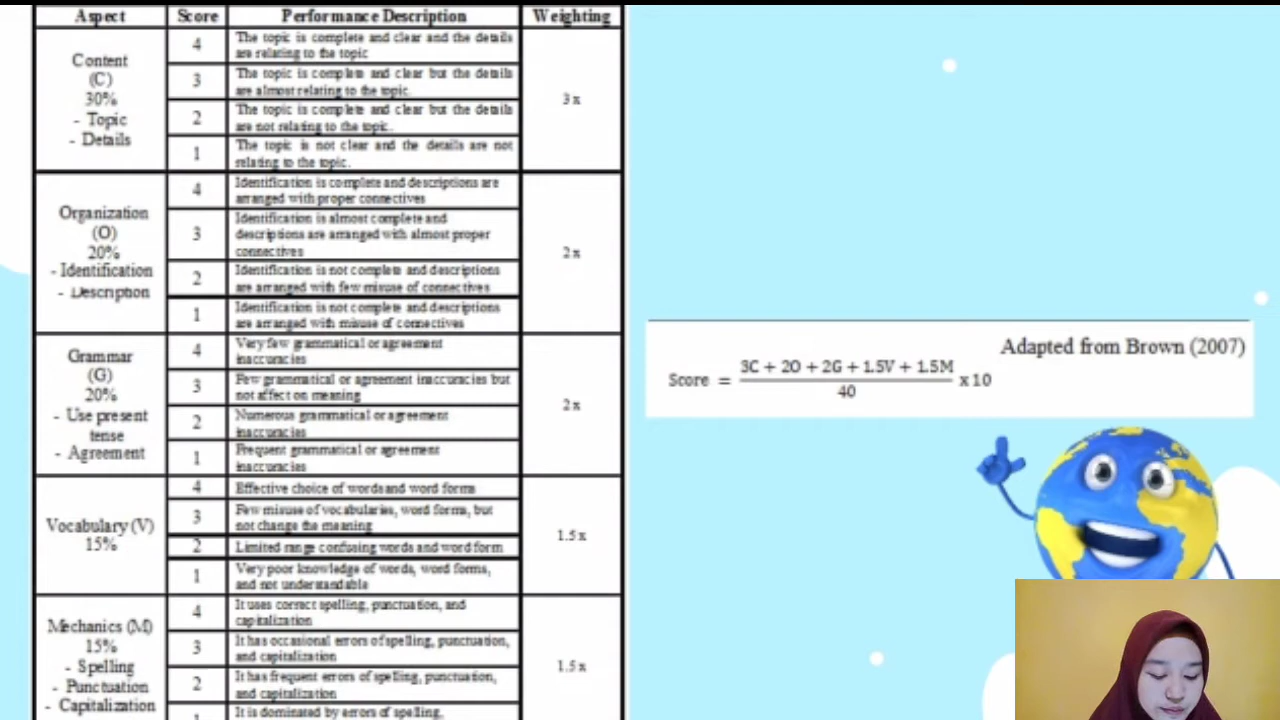 Aspect Score Performance Description Weighting
Content
(C)
30%
- Topic
- Details
4
The topic is complete and clear and the details
are relating to the topic
3
The topic is complete and clear but the details
are almost relating to the topic.
2
The topic is complete and clear but the details
are not relating to the topic.
1
The topic is not clear and the details are not
relating to the topic.
3x
Organization
(O)
20%
- Identification
- Description
4
Identification is complete and descriptions are
arranged with proper connectives
3
Identification is almost complete and
descriptions are arranged with almost proper
connectives
2
Identification is not complete and descriptions
are arranged with few misuse of connectives
1
Identification is not complete and descriptions
are arranged with misuse of connectives
2x
Grammar
(G)
20%
- Use present
tense
- Agreement
4
Very few grammatical or agreement
inaccuracies
3
Few grammatical or agreement inaccuracies but
not affect on meaning
2
Numerous grammatical or agreement
inaccuracies
1
Frequent grammatical or agreement
inaccuracies
2x
Vocabulary (V)
15%
4
Effective choice of words and word forms
3
Few misuse of vocabularies, word forms, but
not change the meaning
2
Limited range confusing words and word form
1
Very poor knowledge of words, word forms,
and not understandable
1.5x
Mechanics (M)
15%
- Spelling
- Punctuation
- Capitalization
4
It uses correct spelling, punctuation, and
capitalization
3
It has occasional errors of spelling, punctuation,
and capitalization
2
It has frequent errors of spelling, punctuation,
and capitalization
1
It is dominated by errors of spelling,
1.5x
Adapted from Brown (2007)
Score = 3C + 2O + 2G + 1.5V + 1.5M x 10
40